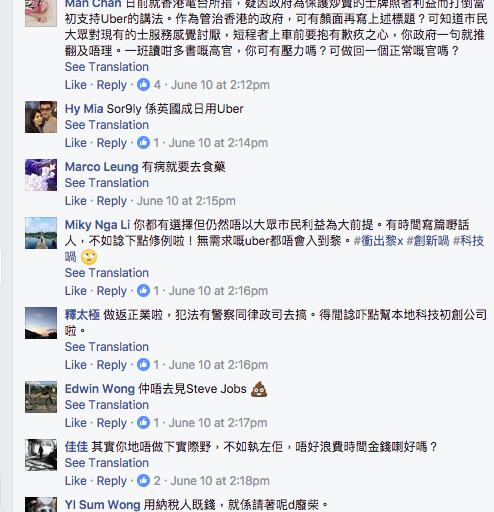 Man Chan 日前就香港電台所指，疑因政府為保護炒賣的士牌照者利益而打倒當
初支持Uber的講法。作為管治香港的政府，可有顏面再寫上述標題？可知道市民
大眾對現有的士服務感覺討厭，短程者上車前要抱有歉疚之心，你政府一句就推
翻及唔理。一班讀咁多書嘅高官，你可有壓力嗎？可做回一個正常嘅官嗎？
See Translation
Like · Reply · 4 · June 10 at 2:12pm
Hy Mia Sor9ly 係英國成日用Uber
See Translation
Like · Reply · 1 · June 10 at 2:14pm
Marco Leung 有病就要去食藥
See Translation
Like · Reply · June 10 at 2:15pm
Miky Nga Li 你都有選擇但仍然唔以大眾市民利益為大前提。有時間寫篇嘢話
人，不如諗下點修例啦！無需求嘅uber都唔會入到黎。#衝出黎x #創新喎 #科技
喎 🙄
See Translation
Like · Reply · 1 · June 10 at 2:16pm
釋太極 做返正業啦，犯法有警察同律政司去搞。得閒諗吓點幫本地科技初創公司
啦。
See Translation
Like · Reply · 1 · June 10 at 2:16pm
Edwin Wong 仲唔去見Steve Jobs 💩
See Translation
Like · Reply · 1 · June 10 at 2:17pm
佳佳 其實你地唔做下實際野，不如執左佢，唔好浪費時間金錢喇好嗎？
See Translation
Like · Reply · 2 · June 10 at 2:18pm
YI Sum Wong 用納稅人既錢，就係請著呢d廢柴。